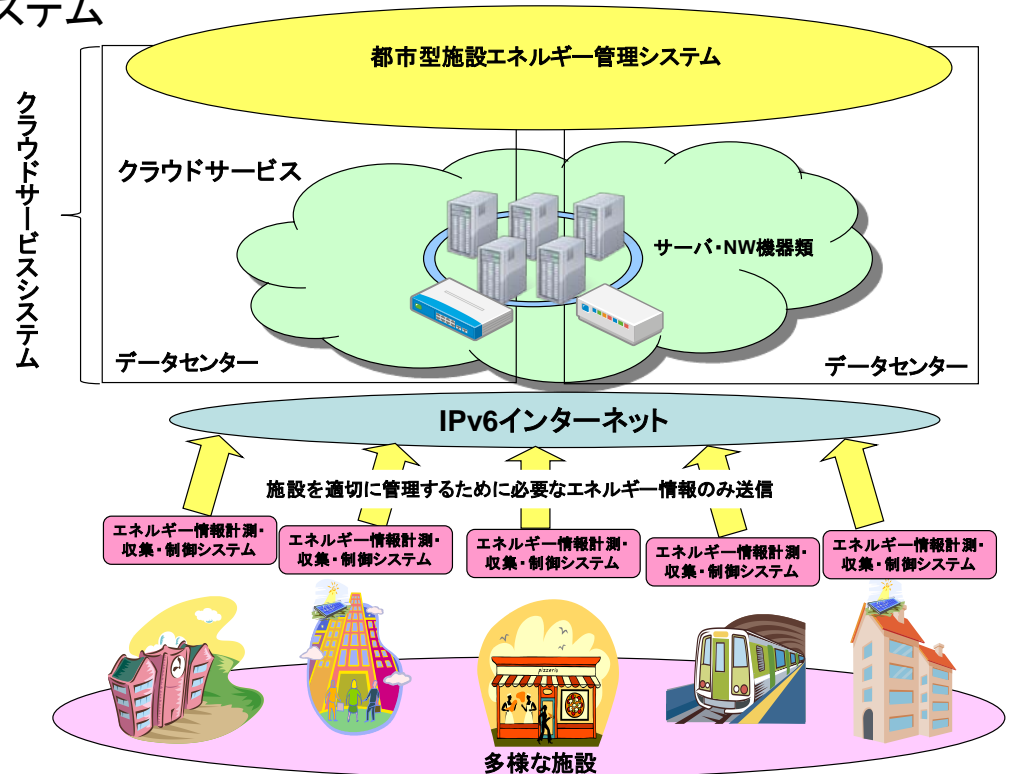 ステム
都市型施設エネルギー管理システム
クラウドサービスシステム
クラウドサービス
サーバ・NW機器類
データセンター
データセンター
IPv6インターネット
施設を適切に管理するために必要なエネルギー情報のみ送信
エネルギー情報計測・
収集・制御システム
エネルギー情報計測・
収集・制御システム
エネルギー情報計測・
収集・制御システム
エネルギー情報計測・
収集・制御システム
エネルギー情報計測・
収集・制御システム
pizzeria
多様な施設